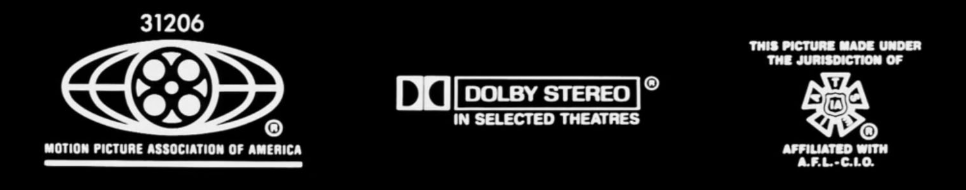 31206
MOTION PICTURE ASSOCIATION OF AMERICA
®
DOLBY STEREO ®
IN SELECTED THEATRES
THIS PICTURE MADE UNDER
THE JURISDICTION OF
I A T S E
IA
®
AFFILIATED WITH
A.F.L.-C.I.O.